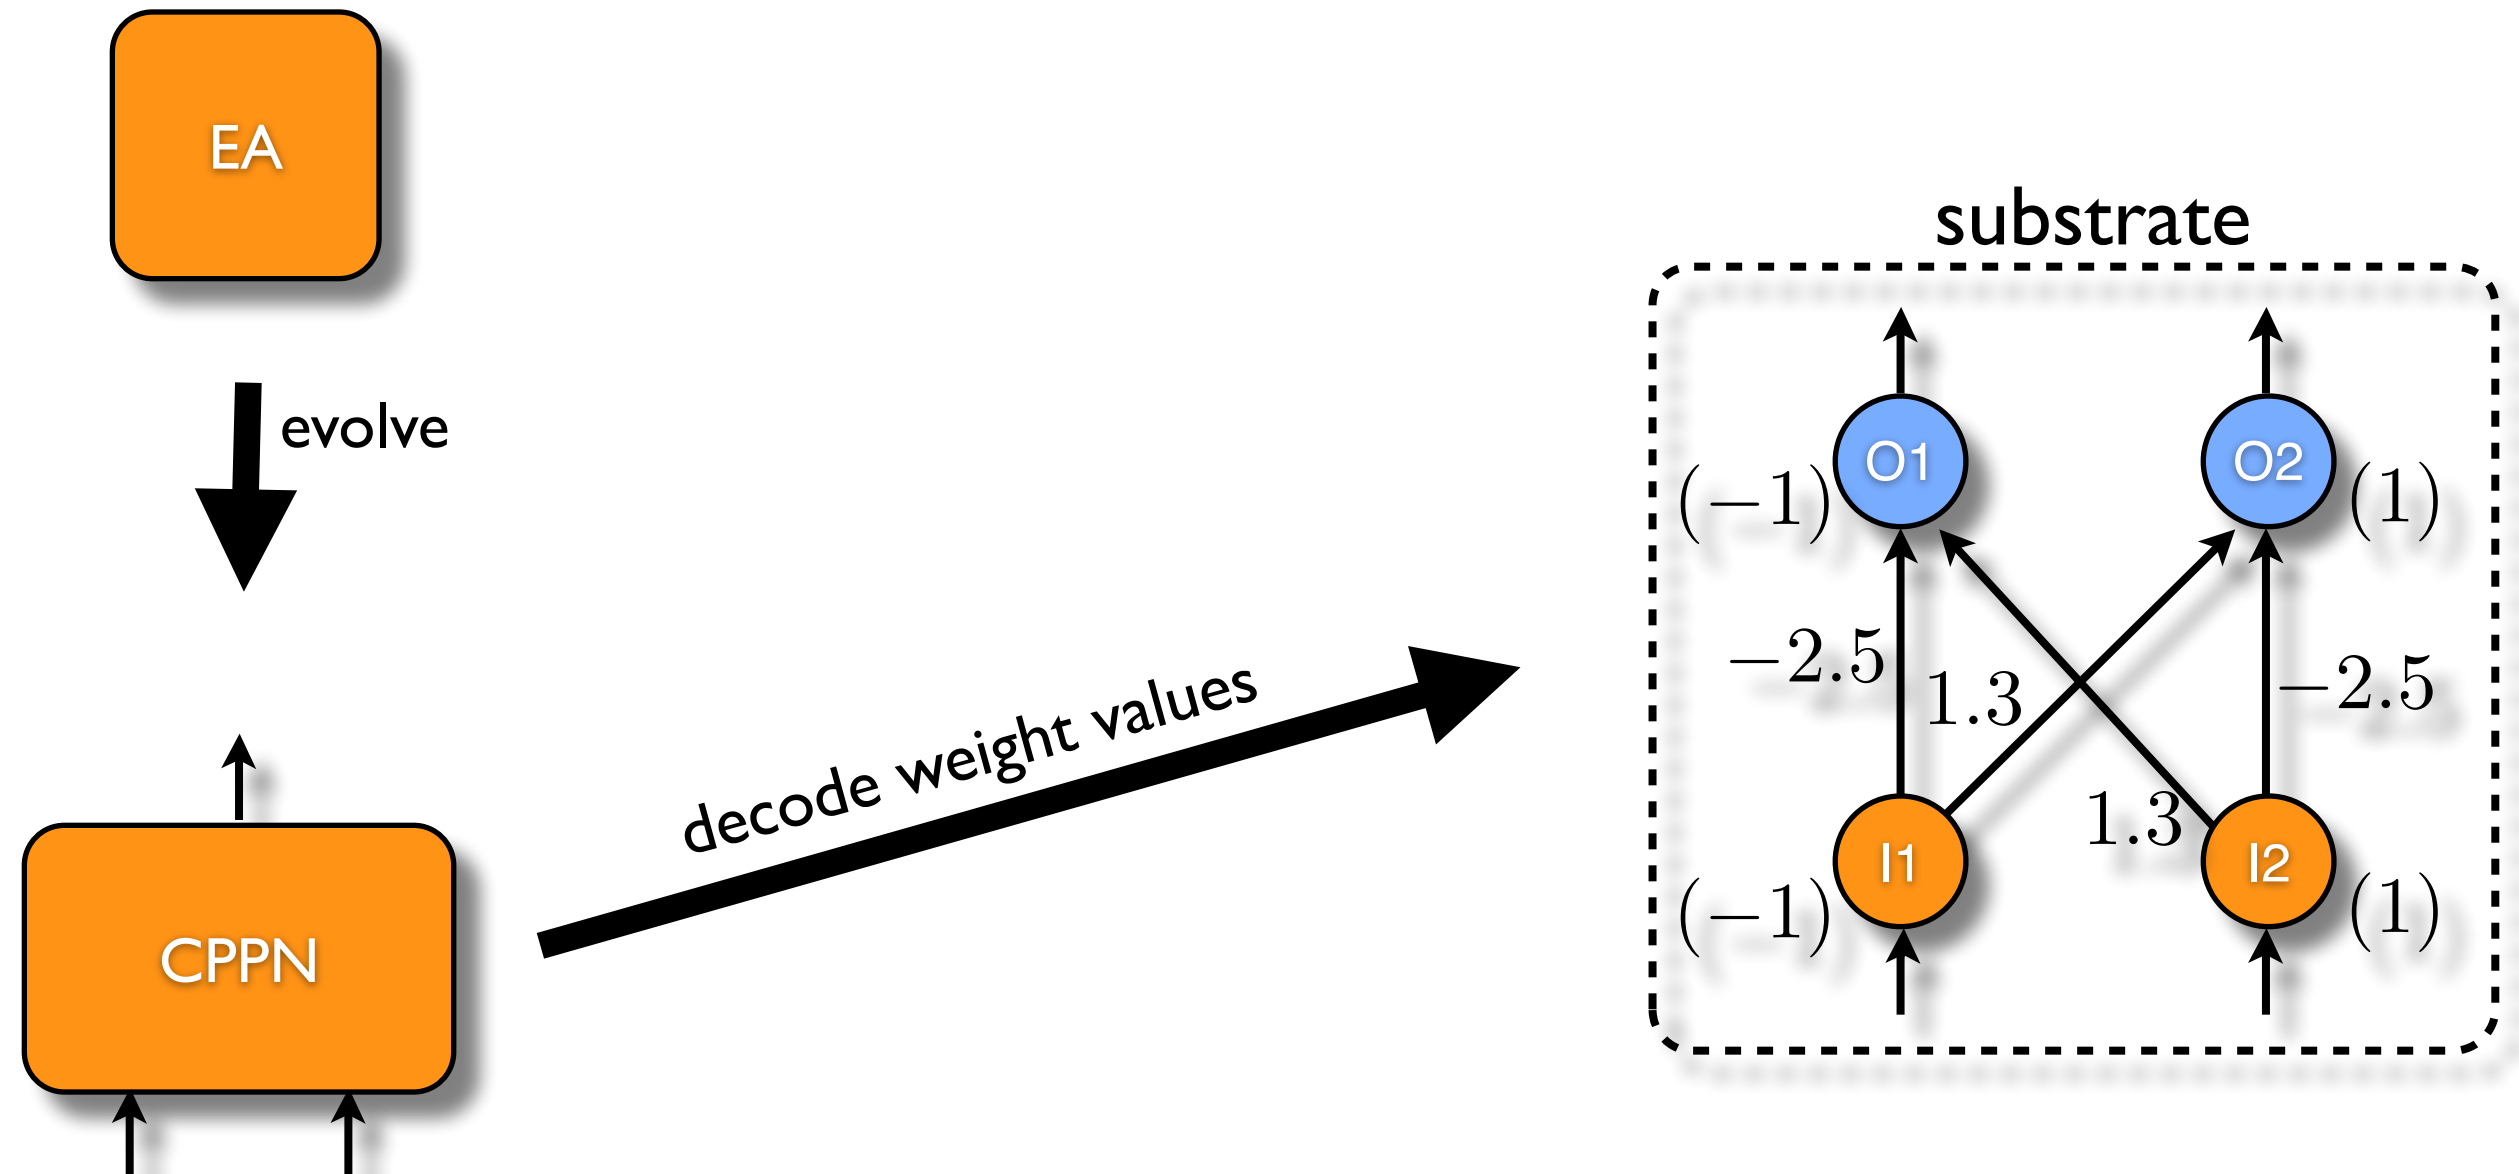 EA
evolve
CPPN
decode weight values
substrate
O1
O2
(−1)
(1)
−2.5
1.3
−2.5
1.3
I1
I2
(−1)
(1)